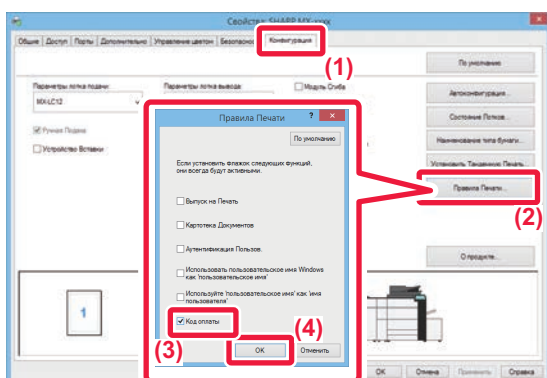 Свойства: SHARP MX-xxxx
Общие Доступ Порты Дополнительно Управление цветом Безопасность Конфигурация
(1)
По умолчанию
Параметры лотка подачи:
Параметры лотка вывода:
Модуль Сгиба
MX-LC12
Автоконфигурация...
Состояние Лотков...
Ручная Подача
Устройство Вставки
Наименование типа бумаги...
Установить Тандемную Печать...
Правила Печати...
(2)
О продукте...
Правила Печати
?
По умолчанию
Если установить флажок следующих функций,
они всегда будут активными.
Выпуск на Печать
Картотека Документов
Аутентификация Пользов.
Использовать пользовательское имя Windows
как 'пользовательское имя'
Используйте 'пользовательское имя' как 'имя
пользователя'
Код оплаты
(3)
(4)
OK
Отменить
1
OK
Отмена
Применить
Справка